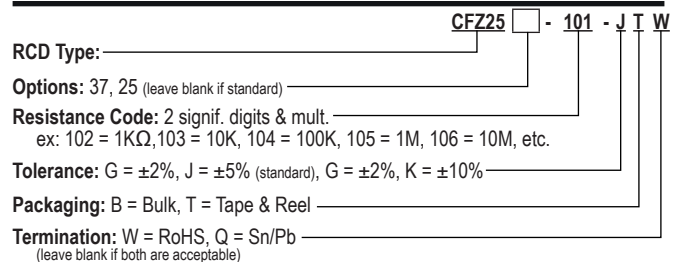 CFZ25 □ - 101 - J T W
RCD Type:
Options: 37, 25 (leave blank if standard)
Resistance Code: 2 signif. digits & mult.
ex: 102 = 1KΩ,103 = 10K, 104 = 100K, 105 = 1M, 106 = 10M, etc.
Tolerance: G = ±2%, J = ±5% (standard), G = ±2%, K = ±10%
Packaging: B = Bulk, T = Tape & Reel
Termination: W = RoHS, Q = Sn/Pb
(leave blank if both are acceptable)